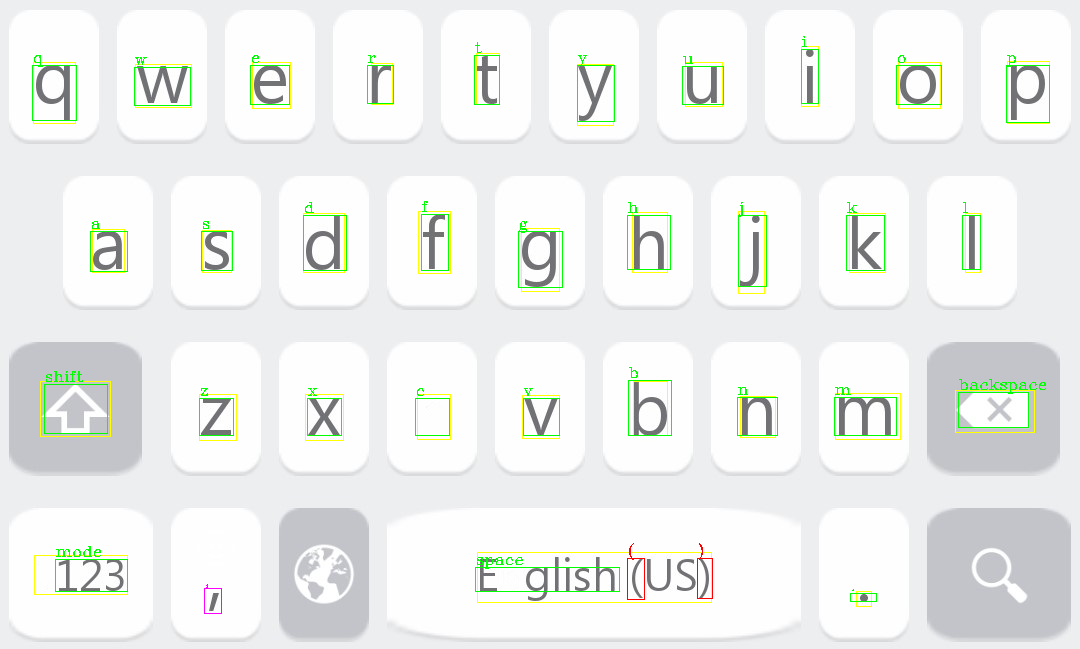 q w e r t y u i o p
q w e r t y u i o p
a s d f g h j k l
a s d f g h j k l
shift z x c v b n m backspace
z x v b n m
mode , space ( ) .
123 , E glish (US) .